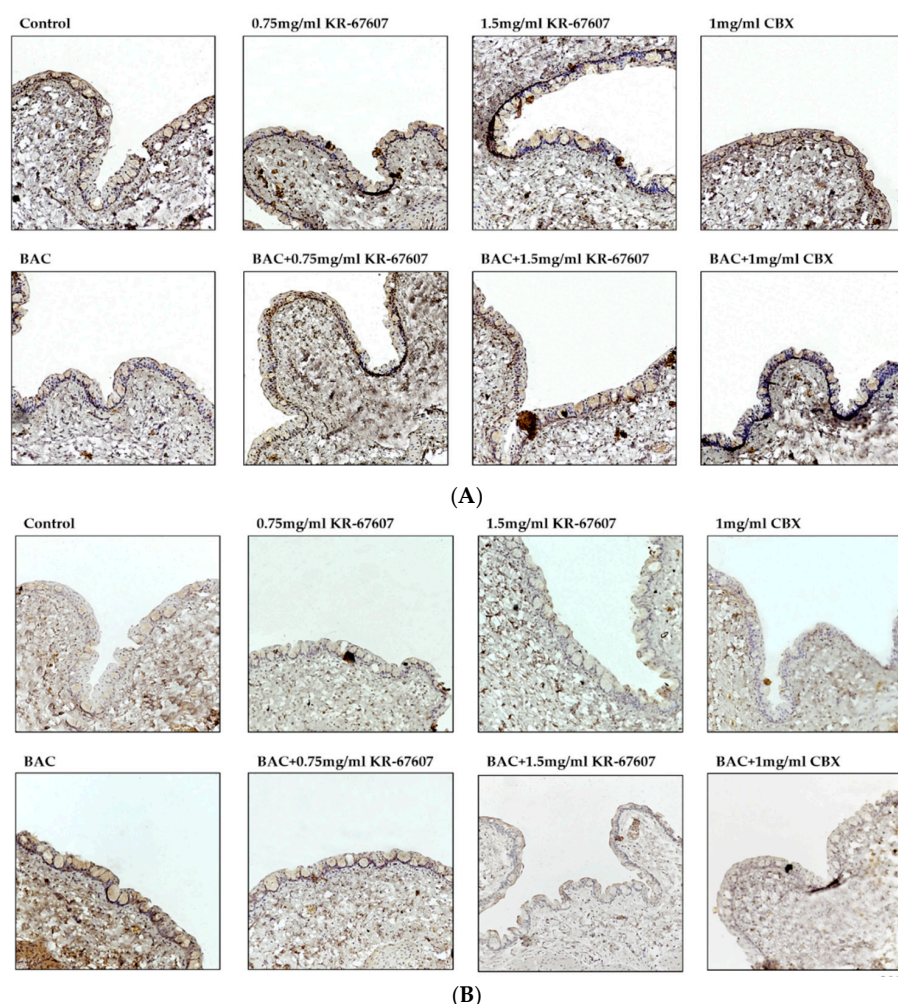 Control 0.75mg/ml KR-67607 1.5mg/ml KR-67607 1mg/ml CBX
BAC BAC+0.75mg/ml KR-67607 BAC+1.5mg/ml KR-67607 BAC+1mg/ml CBX
(A)
Control 0.75mg/ml KR-67607 1.5mg/ml KR-67607 1mg/ml CBX
BAC BAC+0.75mg/ml KR-67607 BAC+1.5mg/ml KR-67607 BAC+1mg/ml CBX
(B)